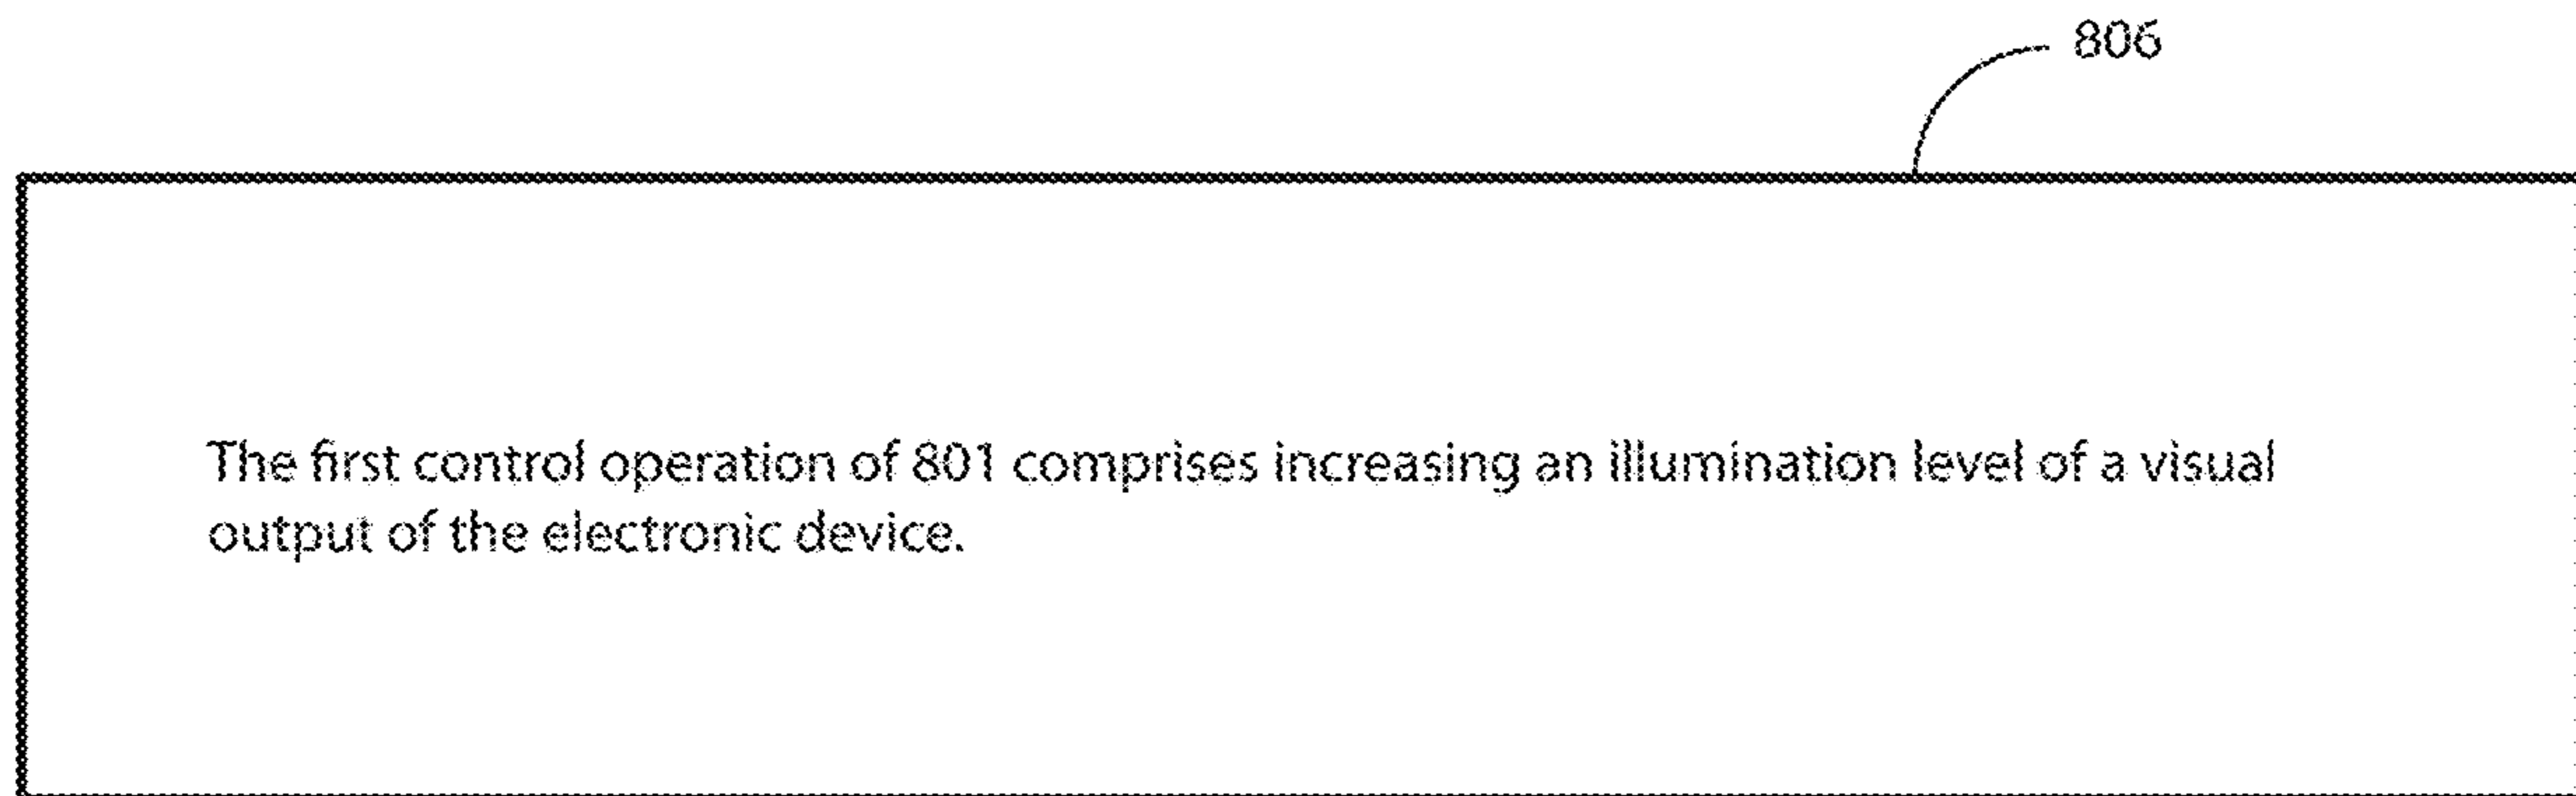 806
The first control operation of 801 comprises increasing an illumination level of a visual
output of the electronic device.